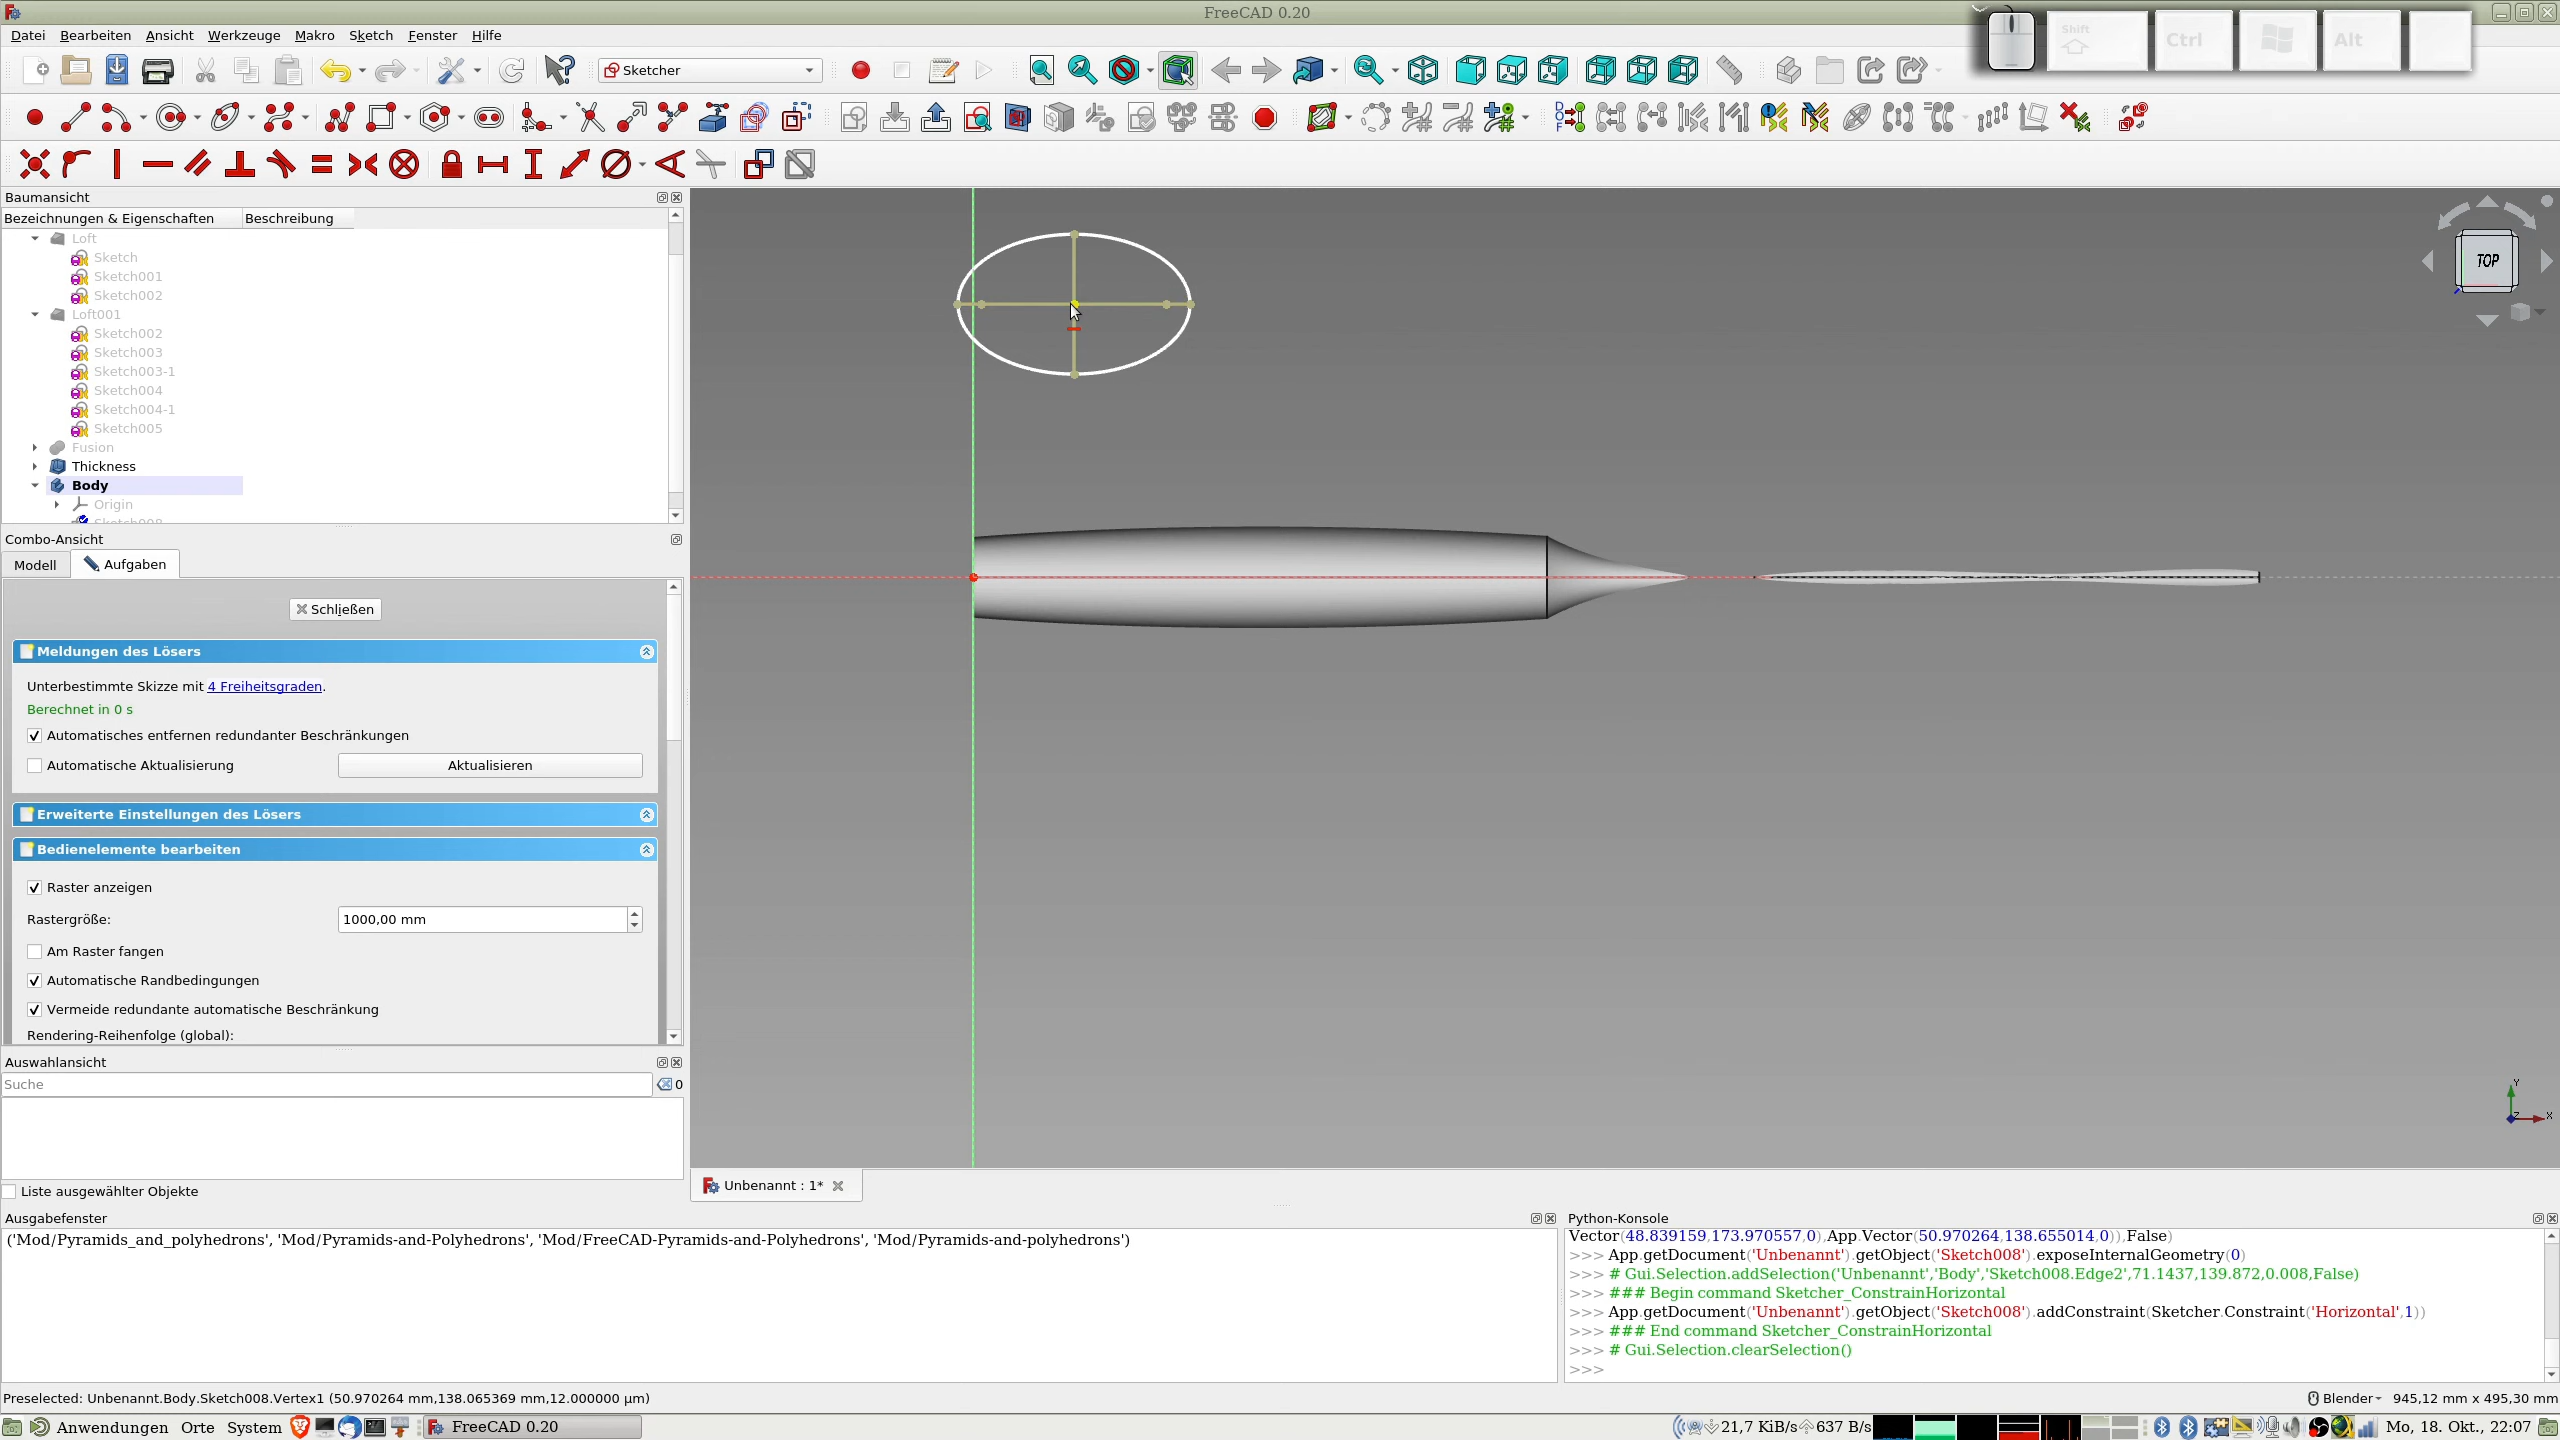 FreeCAD 0.20
Datei Bearbeiten Ansicht Werkzeuge Makro Sketch Fenster Hilfe
Shift Ctrl Alt
Sketcher
Baumansicht
Bezeichnungen & Eigenschaften Beschreibung
Loft
Sketch
Sketch001
Sketch002
Loft001
Sketch002
Sketch003
Sketch003-1
Sketch004
Sketch004-1
Sketch005
Fusion
Thickness
Body
Origin
Sketch008
TOP
Combo-Ansicht
Modell Aufgaben
Schließen
Meldungen des Lösers
Unterbestimmte Skizze mit 4 Freiheitsgraden.
Berechnet in 0 s
Automatisches entfernen redundanter Beschränkungen
Automatische Aktualisierung Aktualisieren
Erweiterte Einstellungen des Lösers
Bedienelemente bearbeiten
Raster anzeigen
Rastergröße: 1000,00 mm
Am Raster fangen
Automatische Randbedingungen
Vermeide redundante automatische Beschränkung
Rendering-Reihenfolge (global):
Auswahlansicht
Suche 0
Liste ausgewählter Objekte
Y
Z X
Unbenannt : 1*
Ausgabefenster
('Mod/Pyramids_and_polyhedrons', 'Mod/Pyramids-and-Polyhedrons', 'Mod/FreeCAD-Pyramids-and-Polyhedrons', 'Mod/Pyramids-and-polyhedrons')
Python-Konsole
Vector(48.839159,173.970557,0),App.Vector(50.970264,138.655014,0)),False)
>>> App.getDocument('Unbenannt').getObject('Sketch008').exposeInternalGeometry(0)
>>> # Gui.Selection.addSelection('Unbenannt','Body','Sketch008.Edge2',71.1437,139.872,0.008,False)
>>> ### Begin command Sketcher_ConstrainHorizontal
>>> App.getDocument('Unbenannt').getObject('Sketch008').addConstraint(Sketcher.Constraint('Horizontal',1))
>>> ### End command Sketcher_ConstrainHorizontal
>>> # Gui.Selection.clearSelection()
>>>
Preselected: Unbenannt.Body.Sketch008.Vertex1 (50.970264 mm,138.065369 mm,12.000000 µm)
Blender 945,12 mm x 495,30 mm
Anwendungen Orte System FreeCAD 0.20 21,7 KiB/s 637 B/s Mo, 18. Okt., 22:07